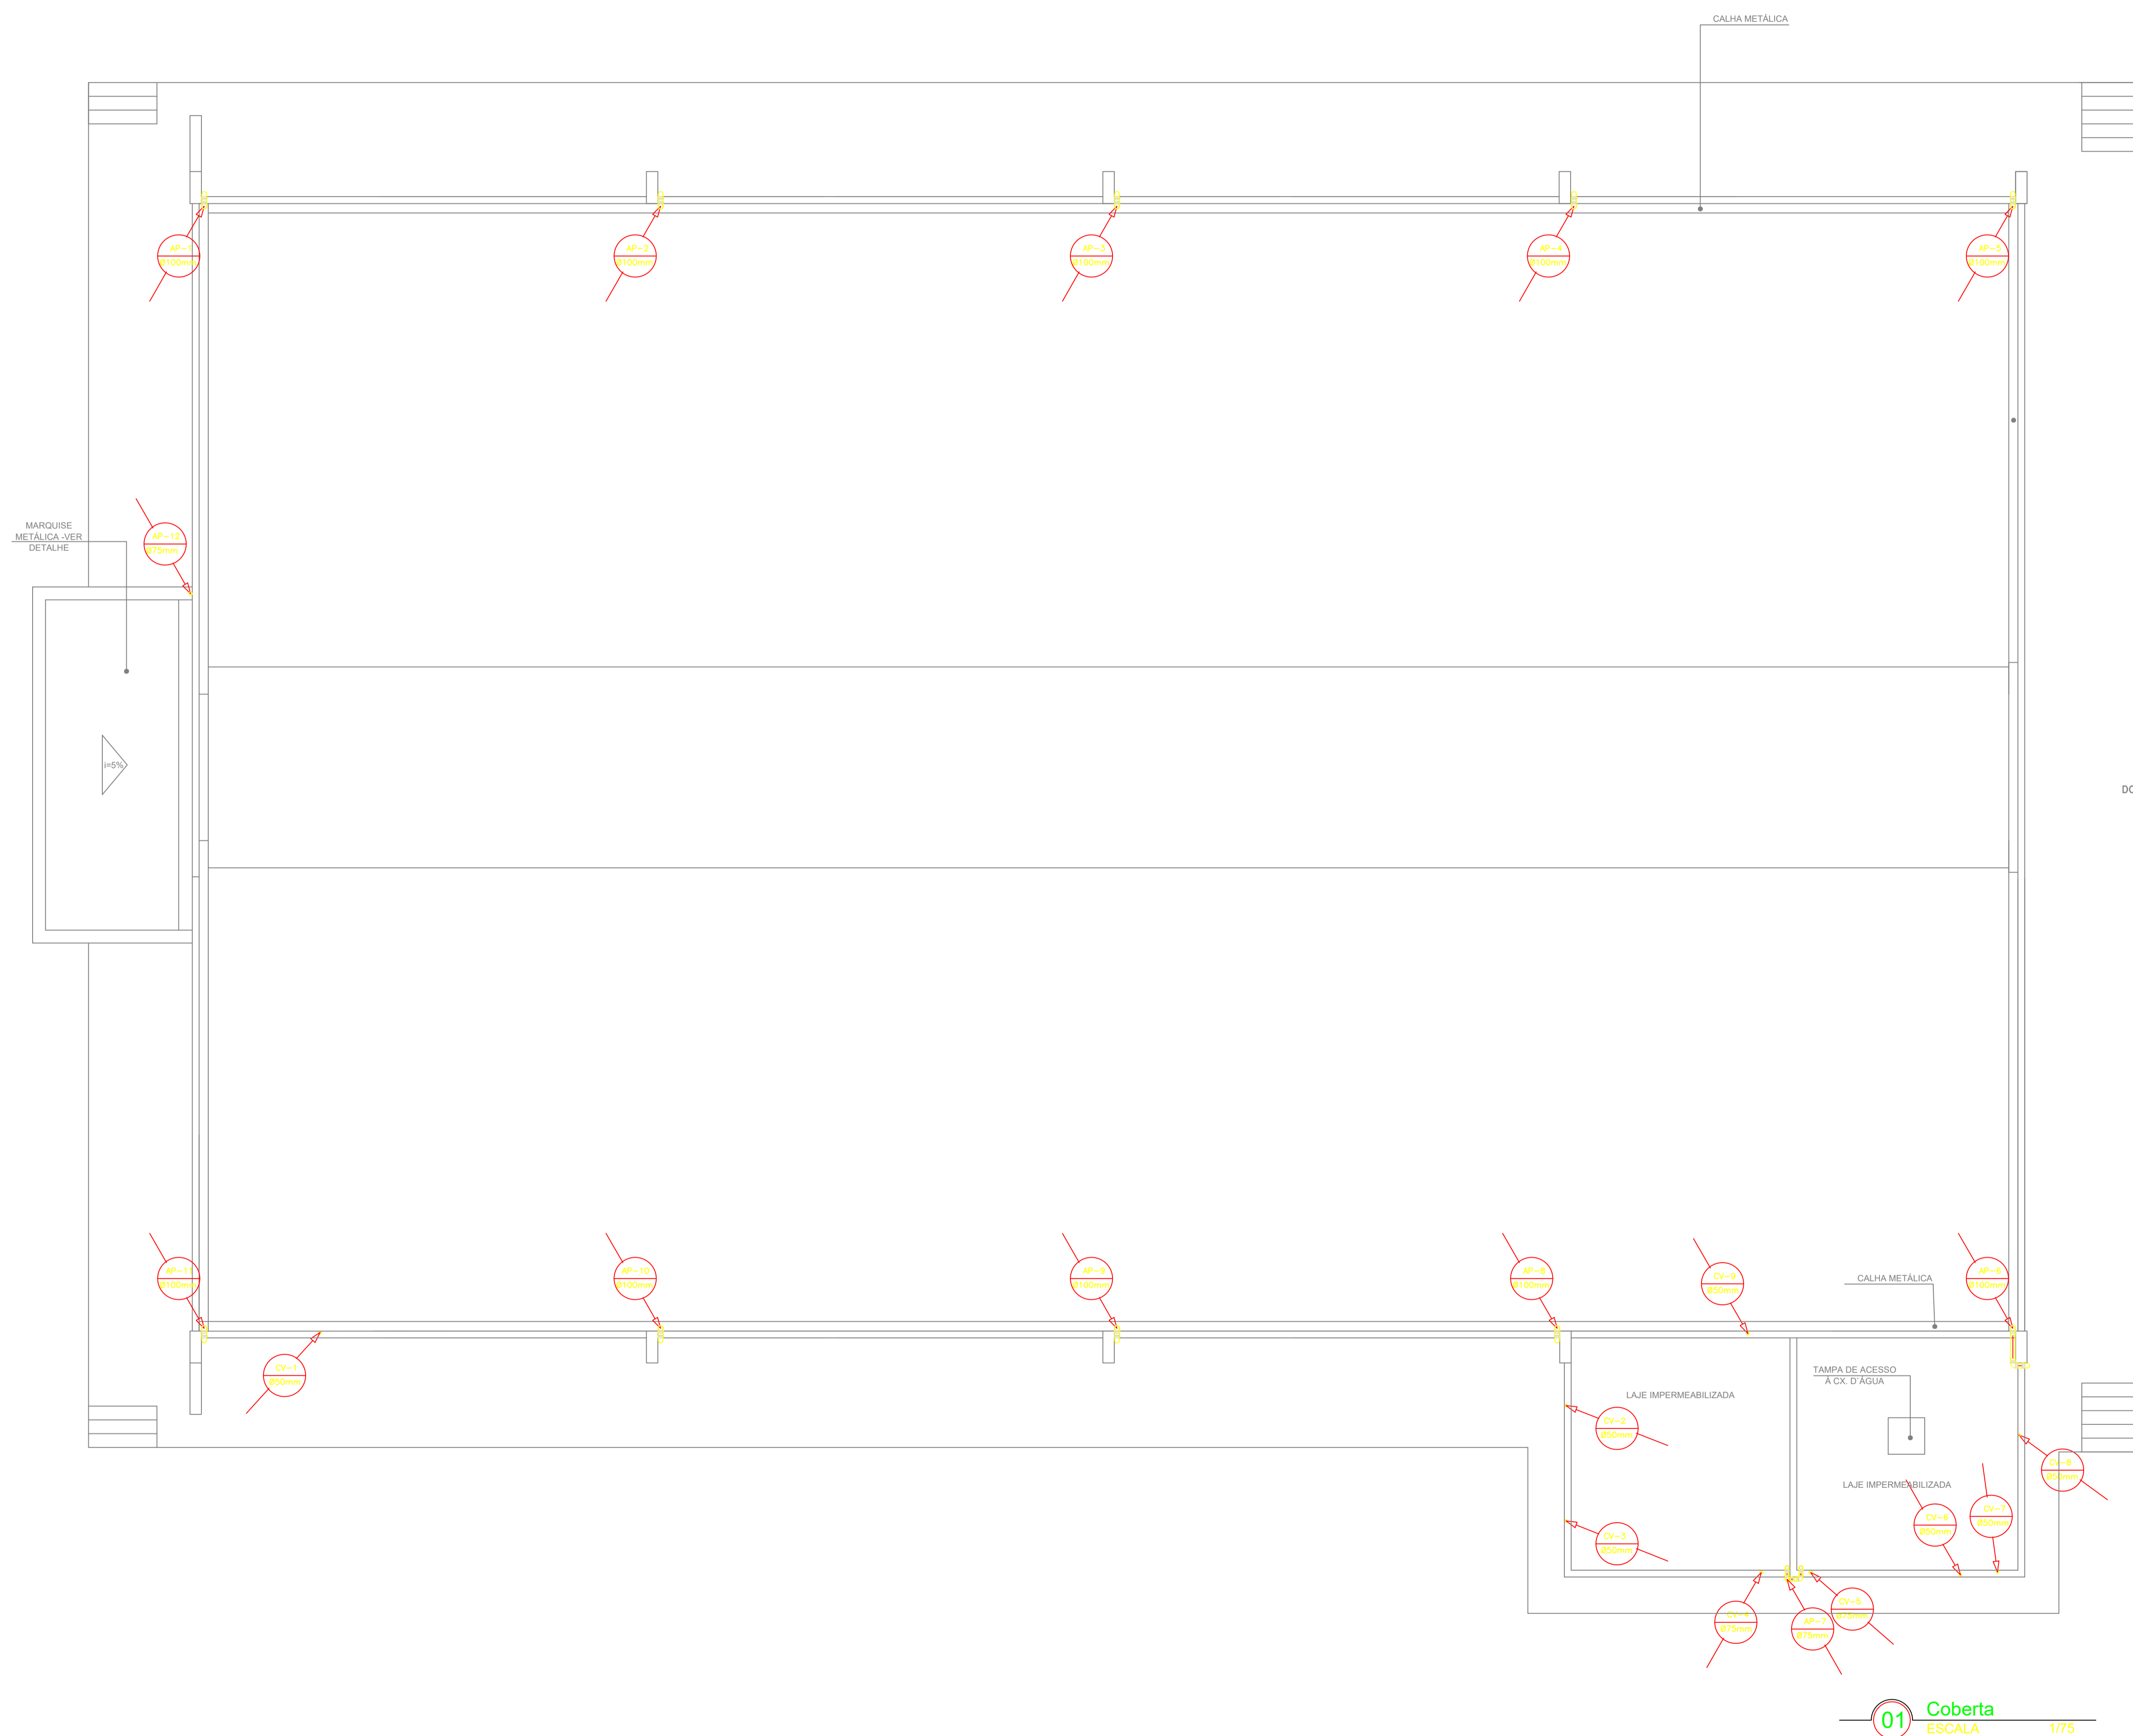 CALHA METÁLICA
AP-1
Ø100mm
AP-2
Ø100mm
AP-3
Ø100mm
AP-4
Ø100mm
AP-5
Ø100mm
MARQUISE
METÁLICA -VER
DETALHE
AP-12
Ø75mm
i=5%
AP-11
Ø100mm
AP-10
Ø100mm
AP-9
Ø100mm
AP-8
Ø100mm
CV-9
Ø50mm
CALHA METÁLICA
AP-6
Ø100mm
CV-1
Ø50mm
TAMPA DE ACESSO
À CX. D`ÁGUA
LAJE IMPERMEABILIZADA
CV-2
Ø50mm
CV-8
Ø50mm
LAJE IMPERMEABILIZADA
CV-7
Ø50mm
CV-6
Ø50mm
CV-3
Ø50mm
CV-5
Ø75mm
CV-4
Ø75mm
AP-7
Ø75mm
01
Coberta
ESCALA 1/75